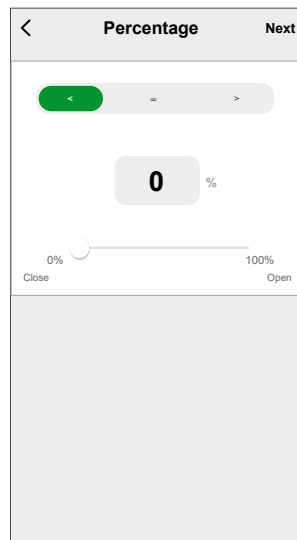 Percentage Next
< = >
0 %
0% 100%
Close Open